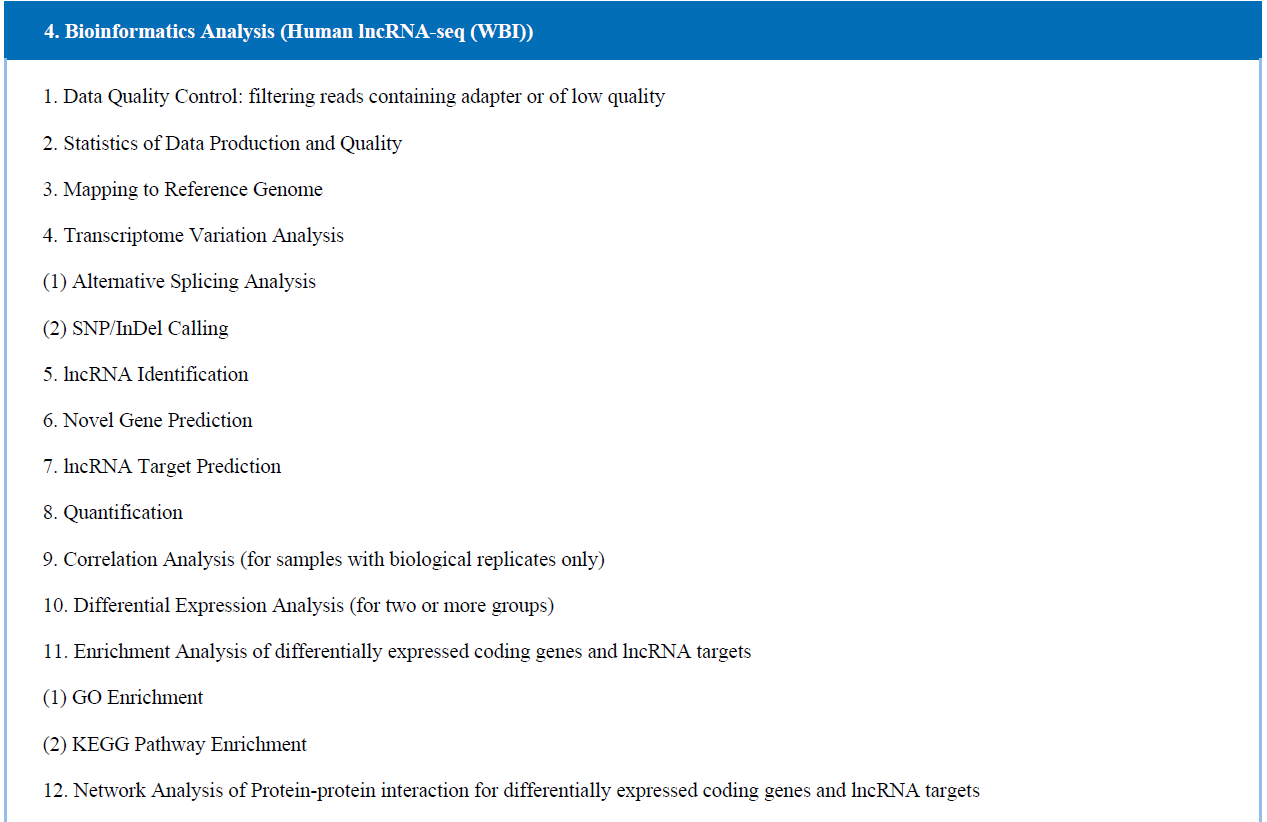 4. Bioinformatics Analysis (Human lncRNA-seq (WBI))
1. Data Quality Control: filtering reads containing adapter or of low quality
2. Statistics of Data Production and Quality
3. Mapping to Reference Genome
4. Transcriptome Variation Analysis
(1) Alternative Splicing Analysis
(2) SNP/InDel Calling
5. lncRNA Identification
6. Novel Gene Prediction
7. lncRNA Target Prediction
8. Quantification
9. Correlation Analysis (for samples with biological replicates only)
10. Differential Expression Analysis (for two or more groups)
11. Enrichment Analysis of differentially expressed coding genes and lncRNA targets
(1) GO Enrichment
(2) KEGG Pathway Enrichment
12. Network Analysis of Protein-protein interaction for differentially expressed coding genes and lncRNA targets